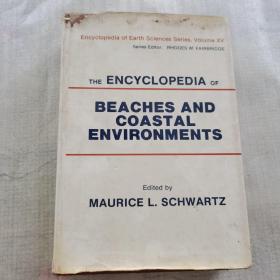 Encyclopedia of Earth Sciences Series, Volume XV
Series Editor: RHODES W. FAIRBRIDGE
THE ENCYCLOPEDIA OF
BEACHES AND
COASTAL
ENVIRONMENTS
Edited by
MAURICE L. SCHWARTZ